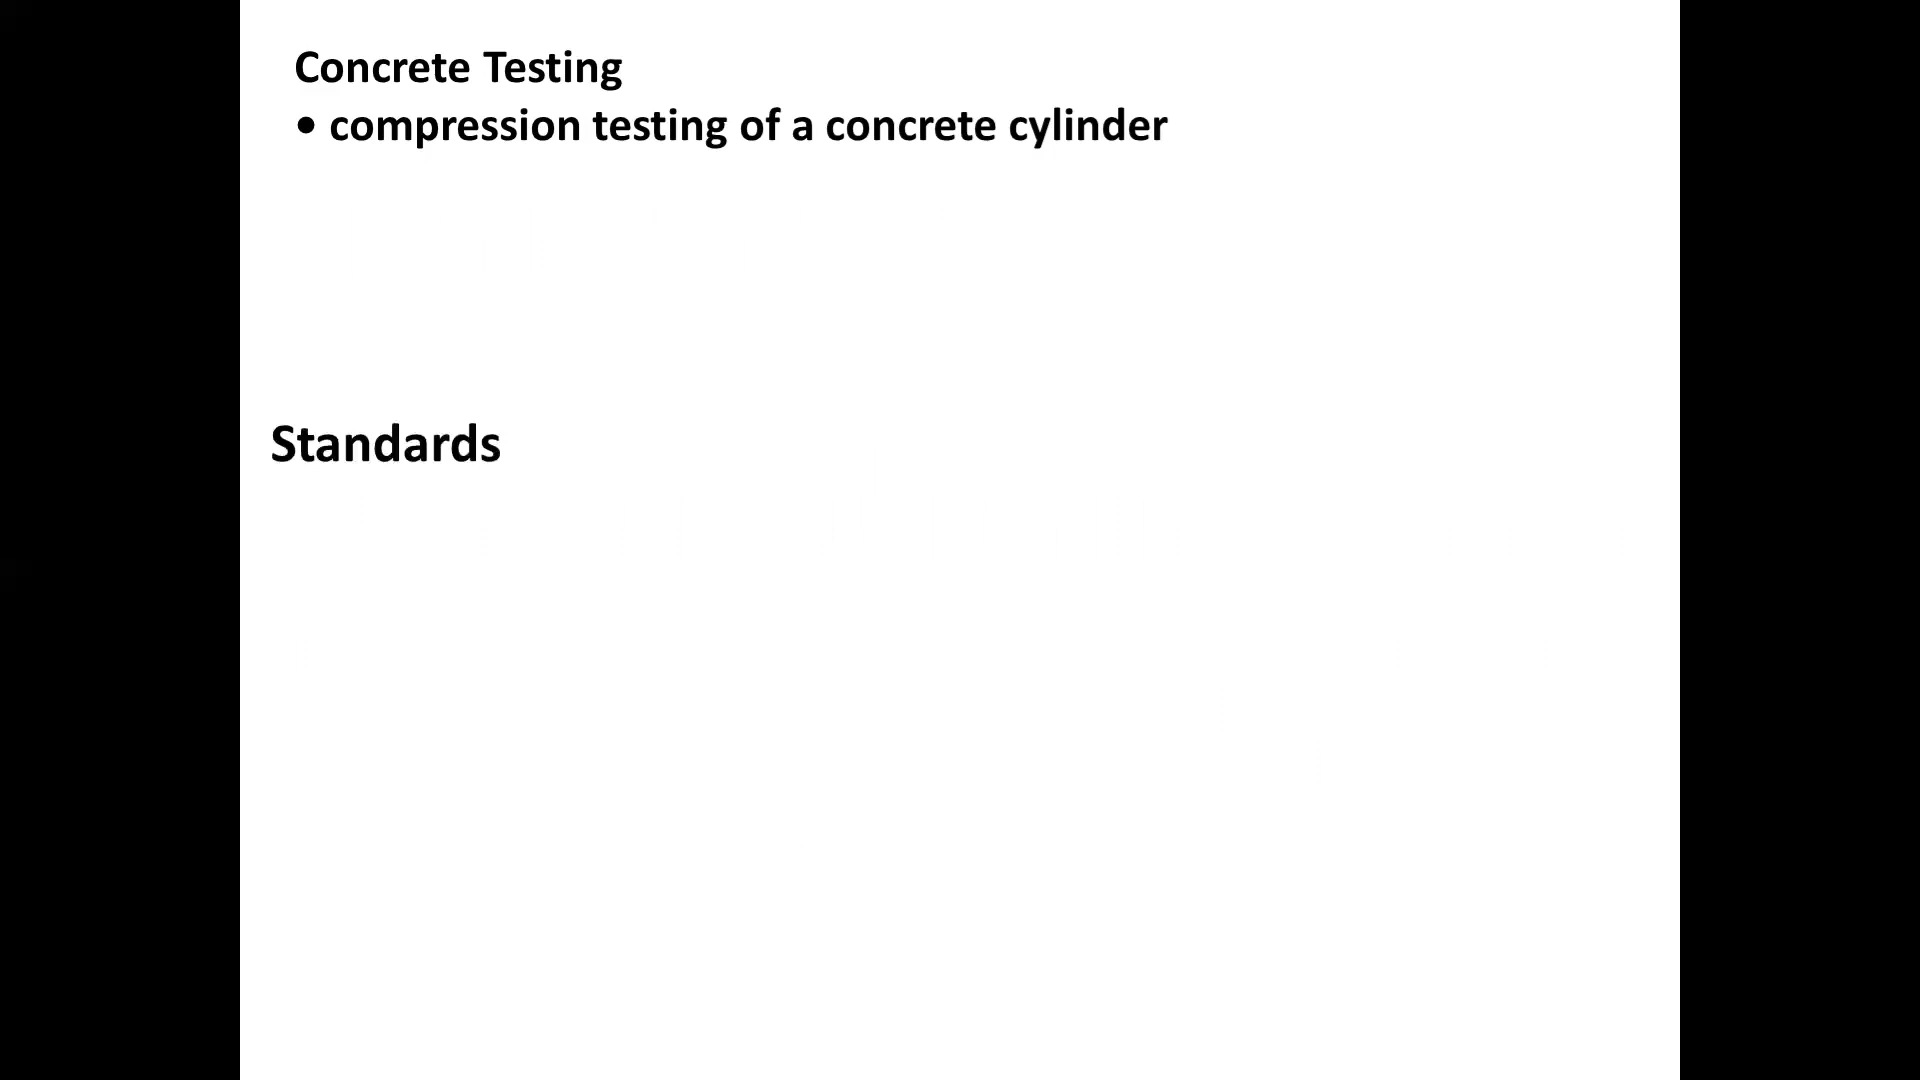 Concrete Testing
• compression testing of a concrete cylinder
Standards